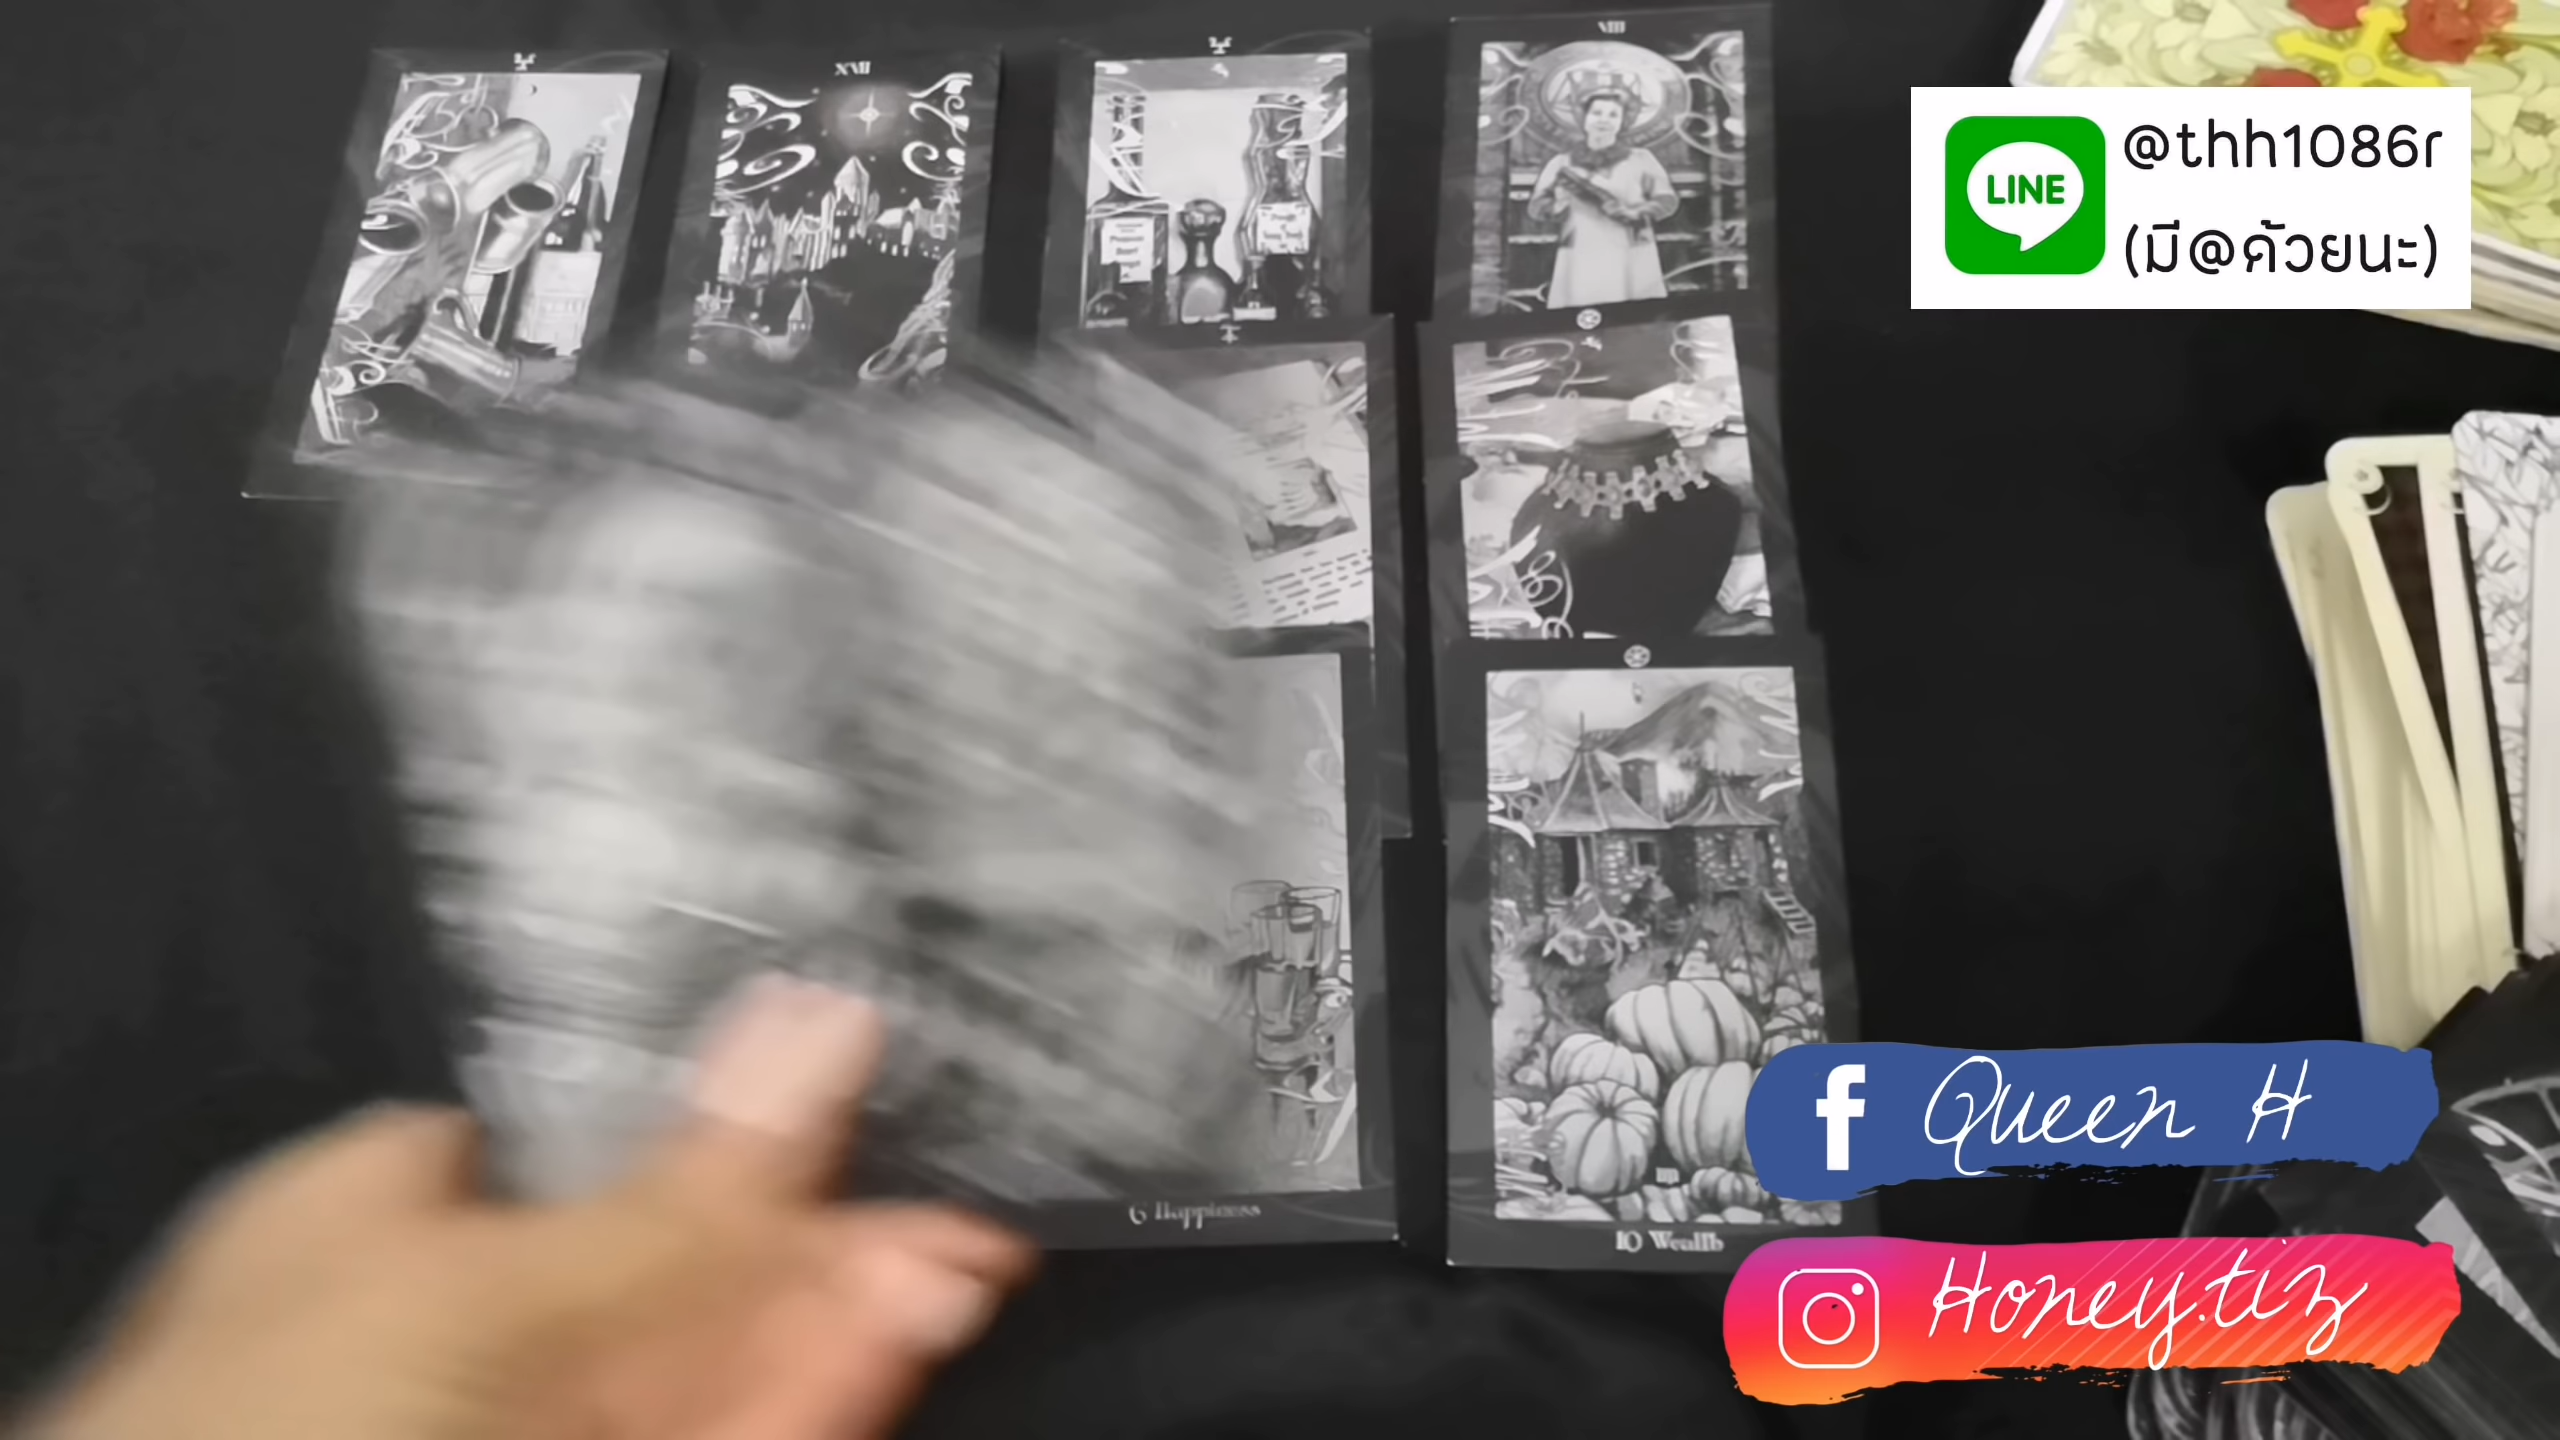 XVII
VIII
LINE
@thh1086r
(มี@ด้วยนะ)
6 Happiness
10 Wealth
Queen H
Honey.tiz